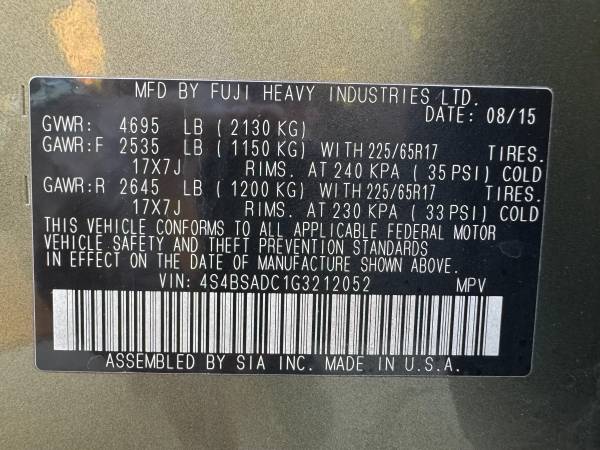 MFD BY FUJI HEAVY INDUSTRIES LTD.
DATE: 08/15
GVWR: 4695 LB (2130 KG)
GAWR:F 2535 LB (1150 KG) WITH 225/65R17 TIRES.
17X7J RIMS. AT 240 KPA (35 PSI) COLD
GAWR:R 2645 LB (1200 KG) WITH 225/65R17 TIRES.
17X7J RIMS. AT 230 KPA (33 PSI) COLD
THIS VEHICLE CONFORMS TO ALL APPLICABLE FEDERAL MOTOR
VEHICLE SAFETY AND THEFT PREVENTION STANDARDS
IN EFFECT ON THE DATE OF MANUFACTURE SHOWN ABOVE.
VIN: 4S4BSADC1G3212052 MPV
ASSEMBLED BY SIA INC. MADE IN U.S.A.